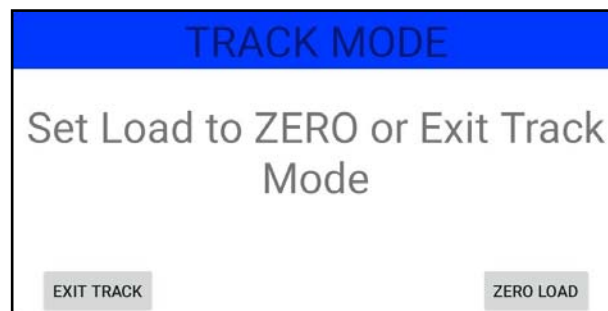 TRACK MODE
Set Load to ZERO or Exit Track
Mode
EXIT TRACK
ZERO LOAD